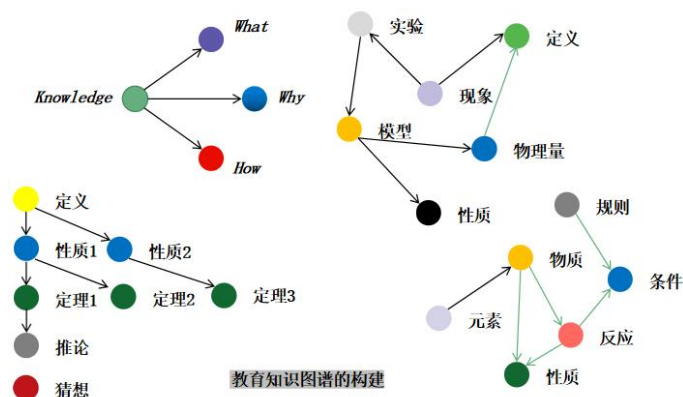 What
Knowledge
Why
How
实验
定义
现象
模型
物理量
性质
定义
性质1
性质2
定理1
定理2
定理3
推论
猜想
规则
物质
条件
元素
反应
性质
教育知识图谱的构建